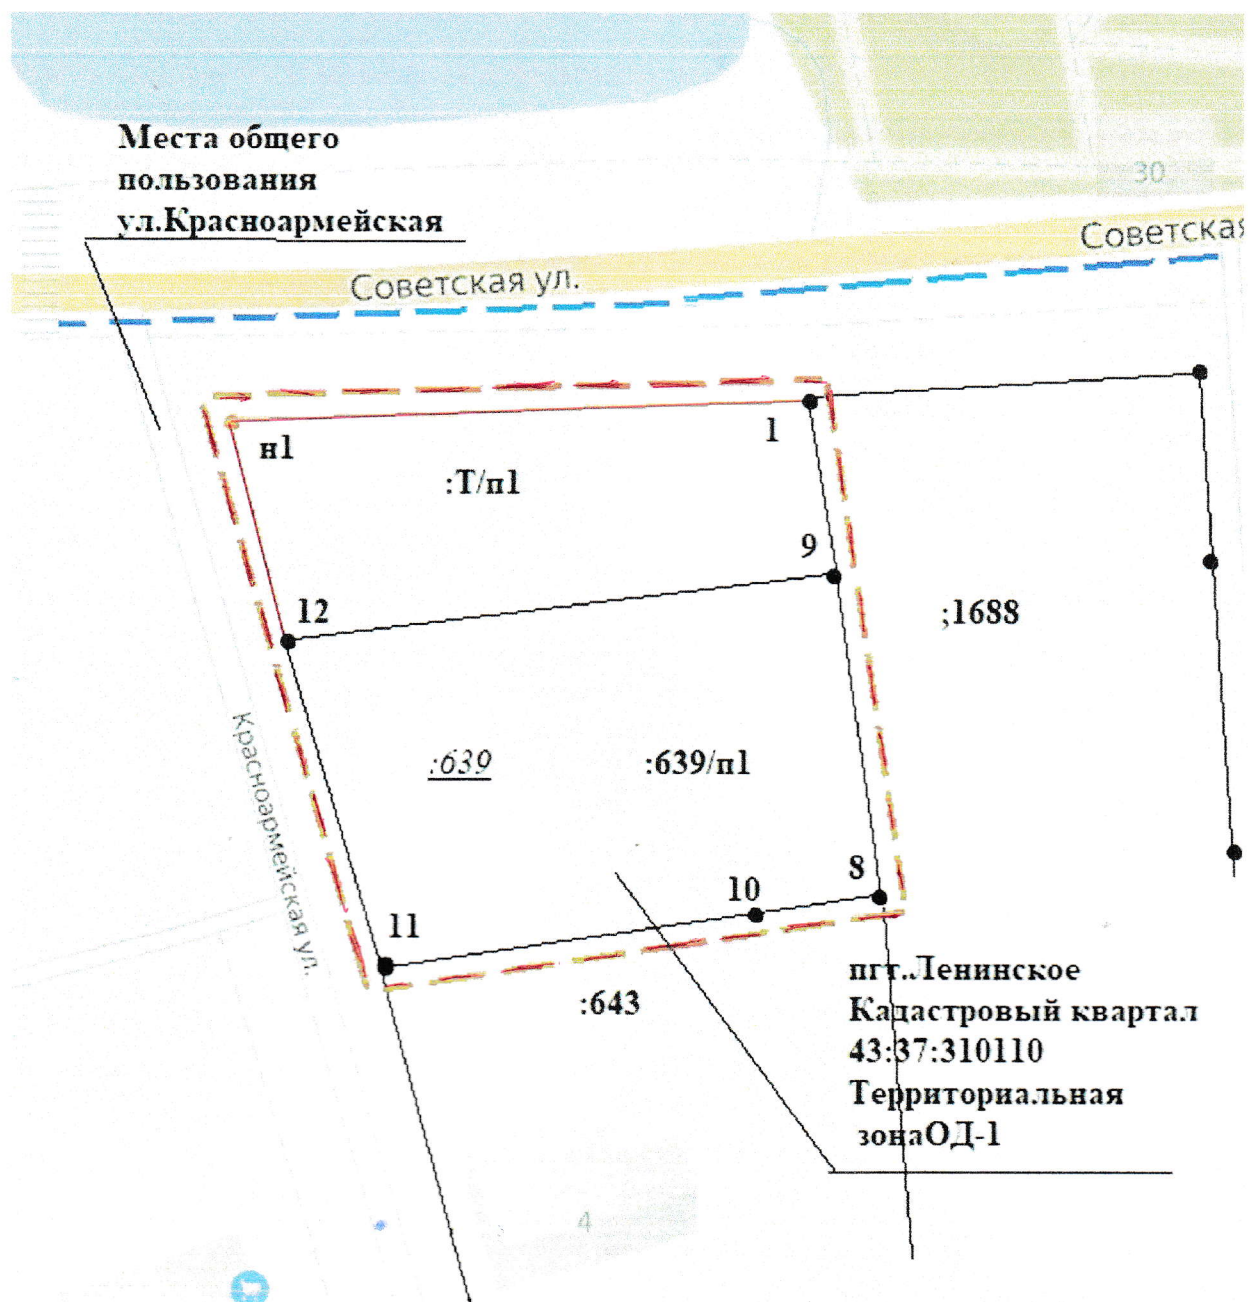 Места общего
пользования
ул.Красноармейская
30
Советская
Советская ул.
н1
1
:Т/п1
9
12
;1688
Красноармейская ул.
:639
:639/п1
8
10
11
:643
пгт.Ленинское
Кадастровый квартал
43:37:310110
Территориальная
зонаОД-1
4